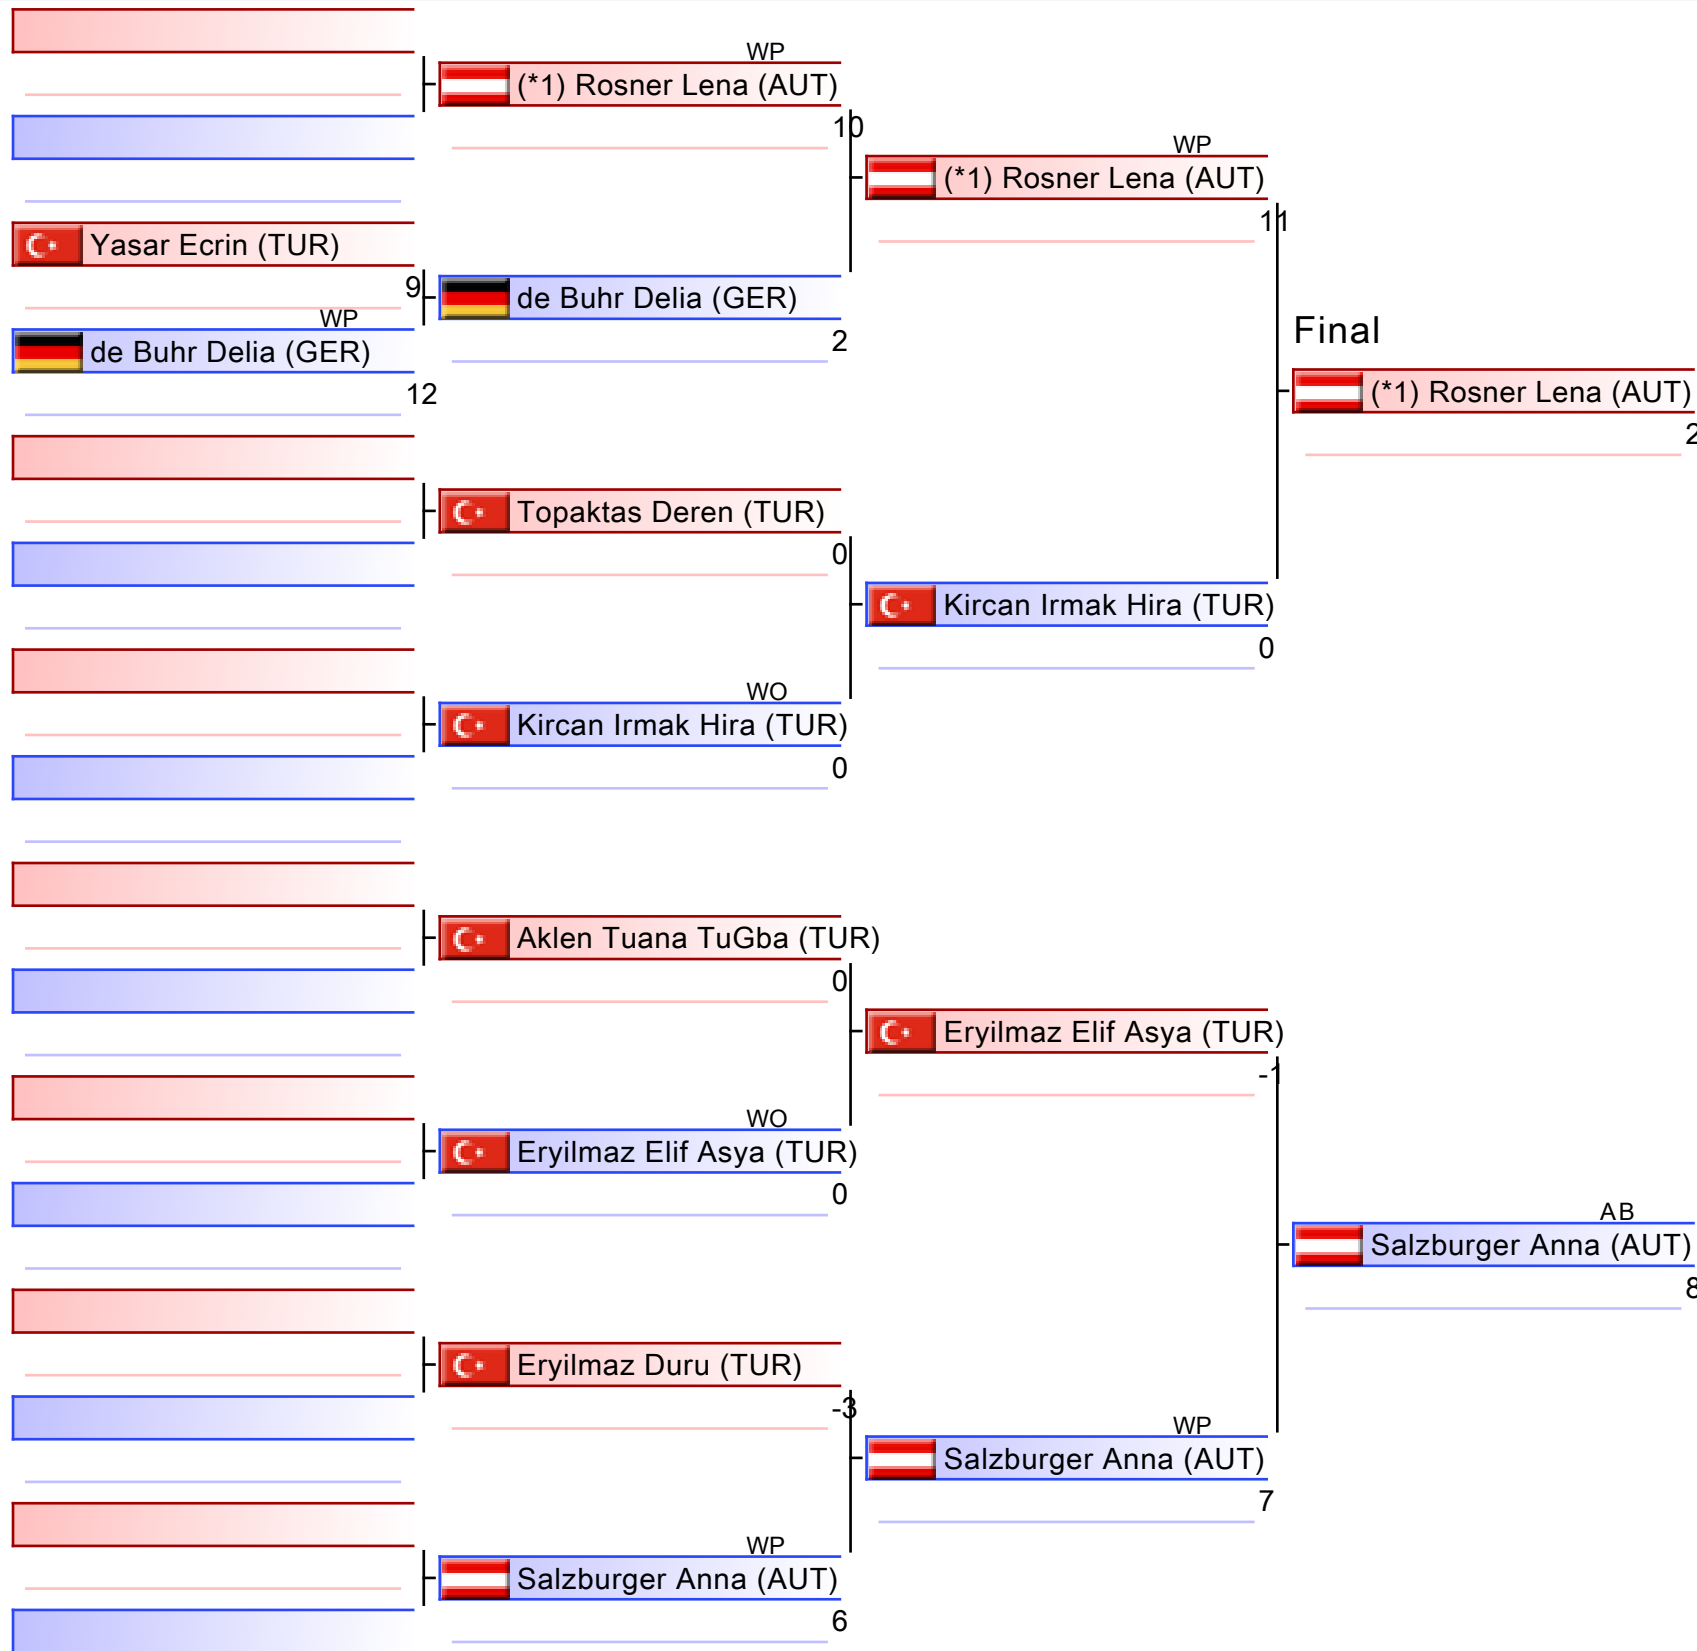 WP
(*1) Rosner Lena (AUT)
10
WP
(*1) Rosner Lena (AUT)
11
Yasar Ecrin (TUR)
9
de Buhr Delia (GER)
2
WP
de Buhr Delia (GER)
12
Final
(*1) Rosner Lena (AUT)
2
Topaktas Deren (TUR)
0
Kircan Irmak Hira (TUR)
0
WO
Kircan Irmak Hira (TUR)
0
Aklen Tuana TuGba (TUR)
0
Eryilmaz Elif Asya (TUR)
-1
WO
Eryilmaz Elif Asya (TUR)
0
AB
Salzburger Anna (AUT)
8
Eryilmaz Duru (TUR)
-3
WP
Salzburger Anna (AUT)
7
WP
Salzburger Anna (AUT)
6